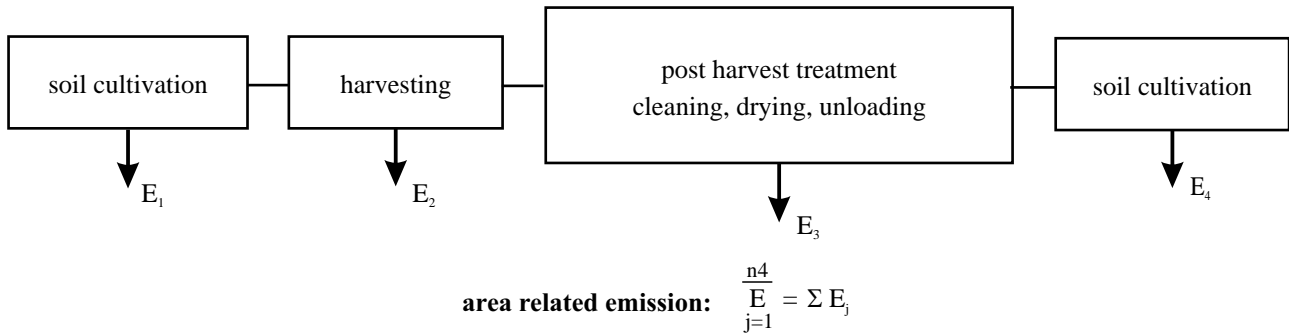 soil cultivation
harvesting
post harvest treatment
cleaning, drying, unloading
soil cultivation
E₁
E₂
E₃
E₄
area related emission:
n4
E = Σ Eⱼ
j=1